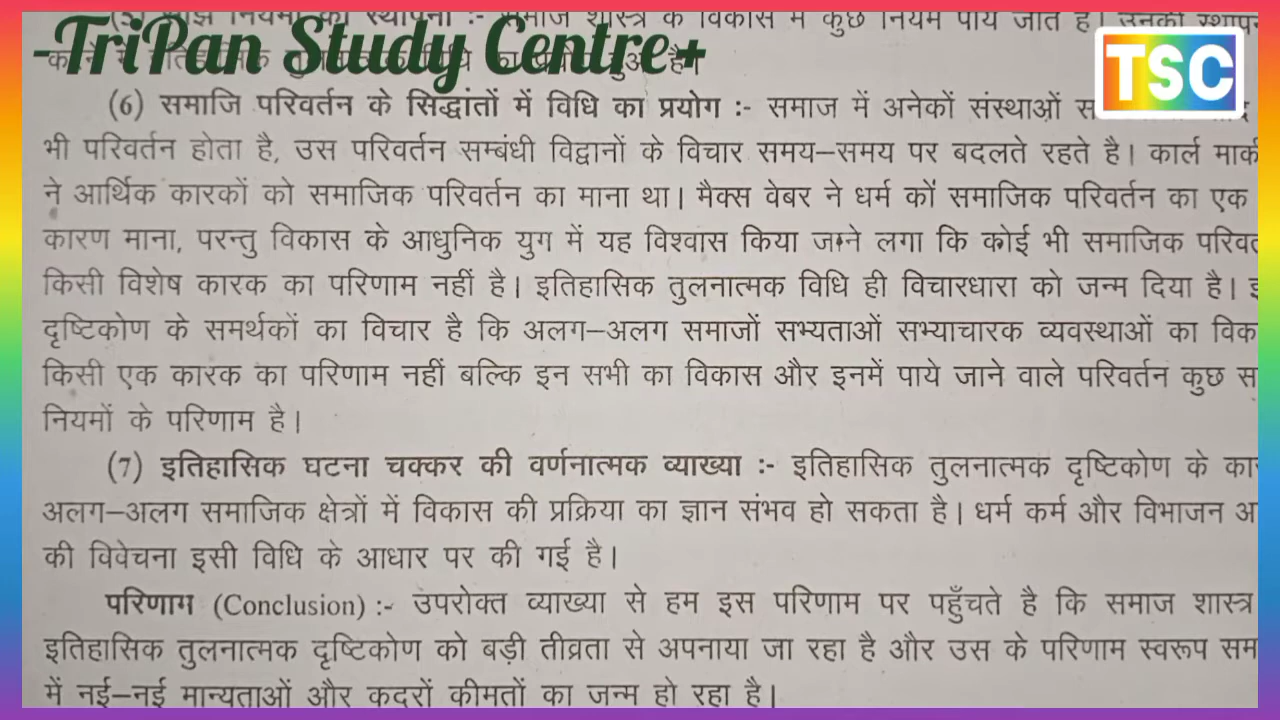 (5) साझे नियमों की स्थापना :- समाज शास्त्र के विकास में कुछ नियम पाये जाते है। उनकी
-TriPan Study Centre+
TSC
(6) समाजि परिवर्तन के सिद्धांतों में विधि का प्रयोग :- समाज में अनेकों संस्थाओं
भी परिवर्तन होता है, उस परिवर्तन सम्बंधी विद्वानों के विचार समय–समय पर बदलते रहते है। कार्ल
ने आर्थिक कारकों को समाजिक परिवर्तन का माना था। मैक्स वेबर ने धर्म कों समाजिक परिवर्तन का एक
कारण माना, परन्तु विकास के आधुनिक युग में यह विश्वास किया जाने लगा कि कोई भी समाजिक
किसी विशेष कारक का परिणाम नहीं है। इतिहासिक तुलनात्मक विधि ही विचारधारा को जन्म दिया है।
दृष्टिकोण के समर्थकों का विचार है कि अलग–अलग समाजों सभ्यताओं सभ्याचारक व्यवस्थाओं का
किसी एक कारक का परिणाम नहीं बल्कि इन सभी का विकास और इनमें पाये जाने वाले परिवर्तन कुछ
नियमों के परिणाम है।
(7) इतिहासिक घटना चक्कर की वर्णनात्मक व्याख्या :- इतिहासिक तुलनात्मक दृष्टिकोण के
अलग–अलग समाजिक क्षेत्रों में विकास की प्रक्रिया का ज्ञान संभव हो सकता है। धर्म कर्म और विभाजन
की विवेचना इसी विधि के आधार पर की गई है।
परिणाम (Conclusion) :- उपरोक्त व्याख्या से हम इस परिणाम पर पहुँचते है कि समाज शास्त्र
इतिहासिक तुलनात्मक दृष्टिकोण को बड़ी तीव्रता से अपनाया जा रहा है और उस के परिणाम स्वरूप
में नई–नई मान्यताओं और कदरों कीमतों का जन्म हो रहा है।